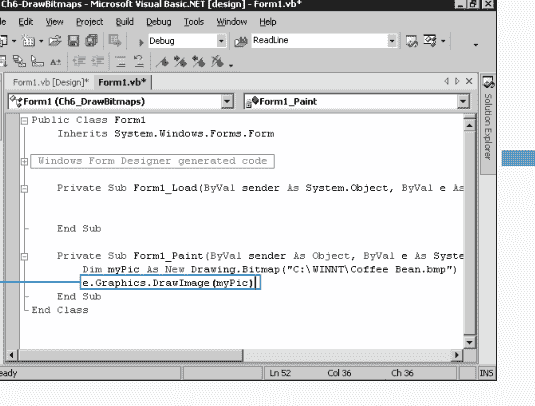 Ch6-DrawBitmaps - Microsoft Visual Basic.NET [design] - Form1.vb*
le Edit View Project Build Debug Tools Window Help
Debug ReadLine
Form1.vb [Design]* Form1.vb*
Form1 (Ch6_DrawBitmaps) Form1_Paint
Solution Explorer
Public Class Form1
Inherits System.Windows.Forms.Form
Windows Form Designer generated code
Private Sub Form1_Load(ByVal sender As System.Object, ByVal e As
End Sub
Private Sub Form1_Paint(ByVal sender As Object, ByVal e As Syste
Dim myPic As New Drawing.Bitmap("C:\WINNT\Coffee Bean.bmp")
e.Graphics.DrawImage(myPic)
End Sub
End Class
eady Ln 52 Col 36 Ch 36 INS